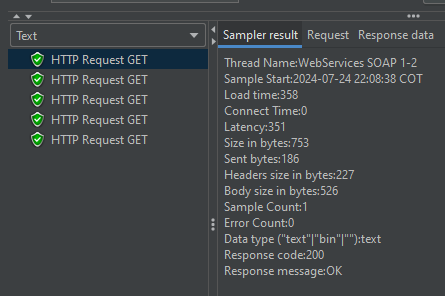 Text
HTTP Request GET
HTTP Request GET
HTTP Request GET
HTTP Request GET
HTTP Request GET
Sampler result Request Response data
Thread Name:WebServices SOAP 1-2
Sample Start:2024-07-24 22:08:38 COT
Load time:358
Connect Time:0
Latency:351
Size in bytes:753
Sent bytes:186
Headers size in bytes:227
Body size in bytes:526
Sample Count:1
Error Count:0
Data type ("text"|"bin"|""):text
Response code:200
Response message:OK